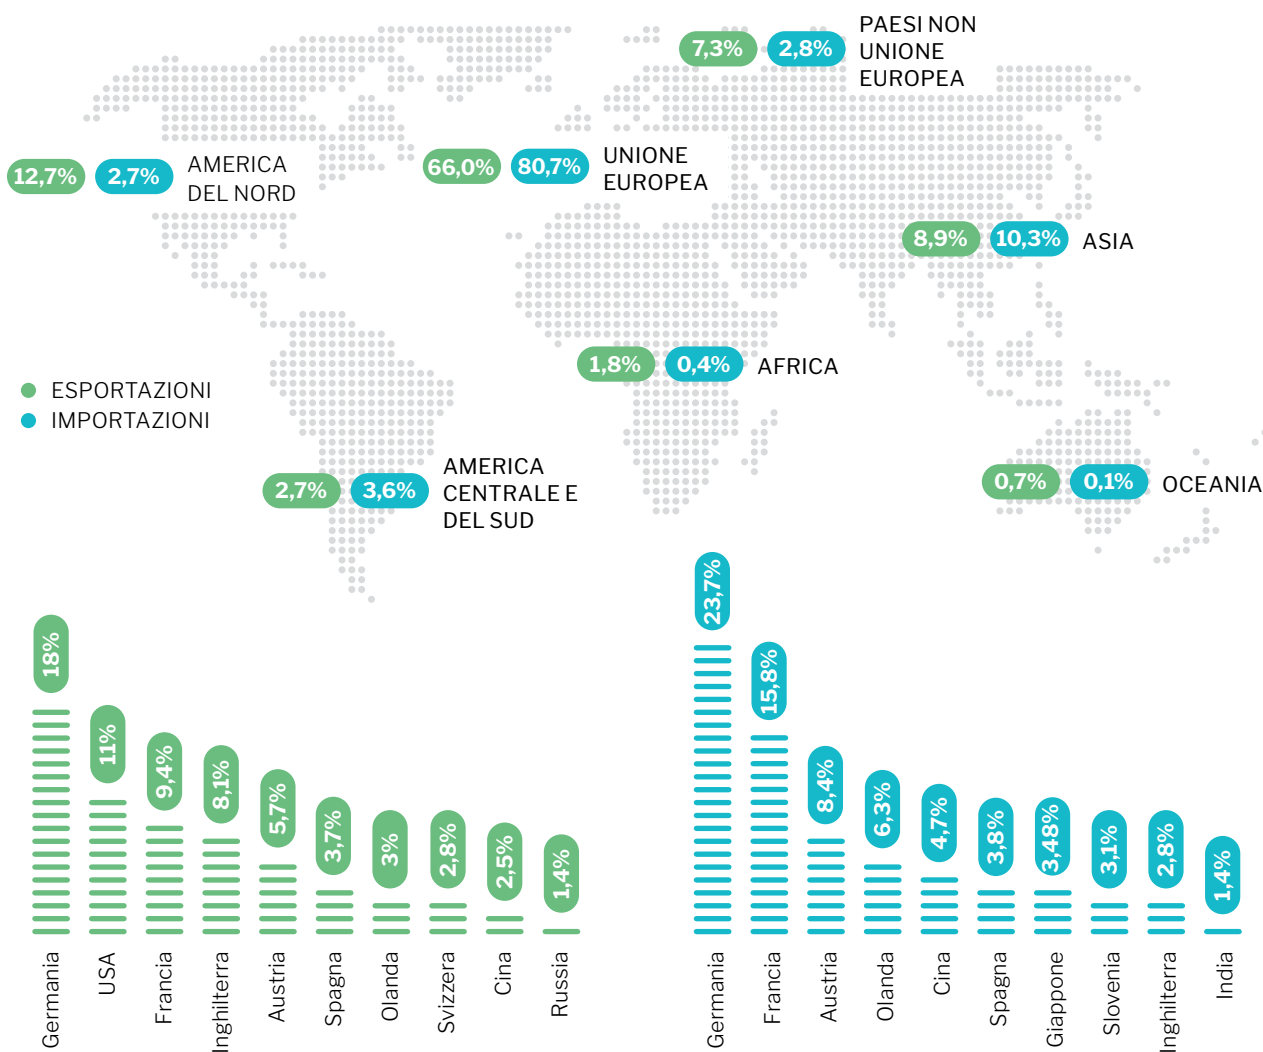 7,3% 2,8% PAESI NON
UNIONE
EUROPEA
12,7% 2,7% AMERICA
DEL NORD
66,0% 80,7% UNIONE
EUROPEA
8,9% 10,3% ASIA
1,8% 0,4% AFRICA
ESPORTAZIONI
IMPORTAZIONI
2,7% 3,6% AMERICA
CENTRALE E
DEL SUD
0,7% 0,1% OCEANIA
18%
11%
9,4%
8,1%
5,7%
3,7%
3%
2,8%
2,5%
1,4%
Germania
USA
Francia
Inghilterra
Austria
Spagna
Olanda
Svizzera
Cina
Russia
23,7%
15,8%
8,4%
6,3%
4,7%
3,8%
3,48%
3,1%
2,8%
1,4%
Germania
Francia
Austria
Olanda
Cina
Spagna
Giappone
Slovenia
Inghilterra
India